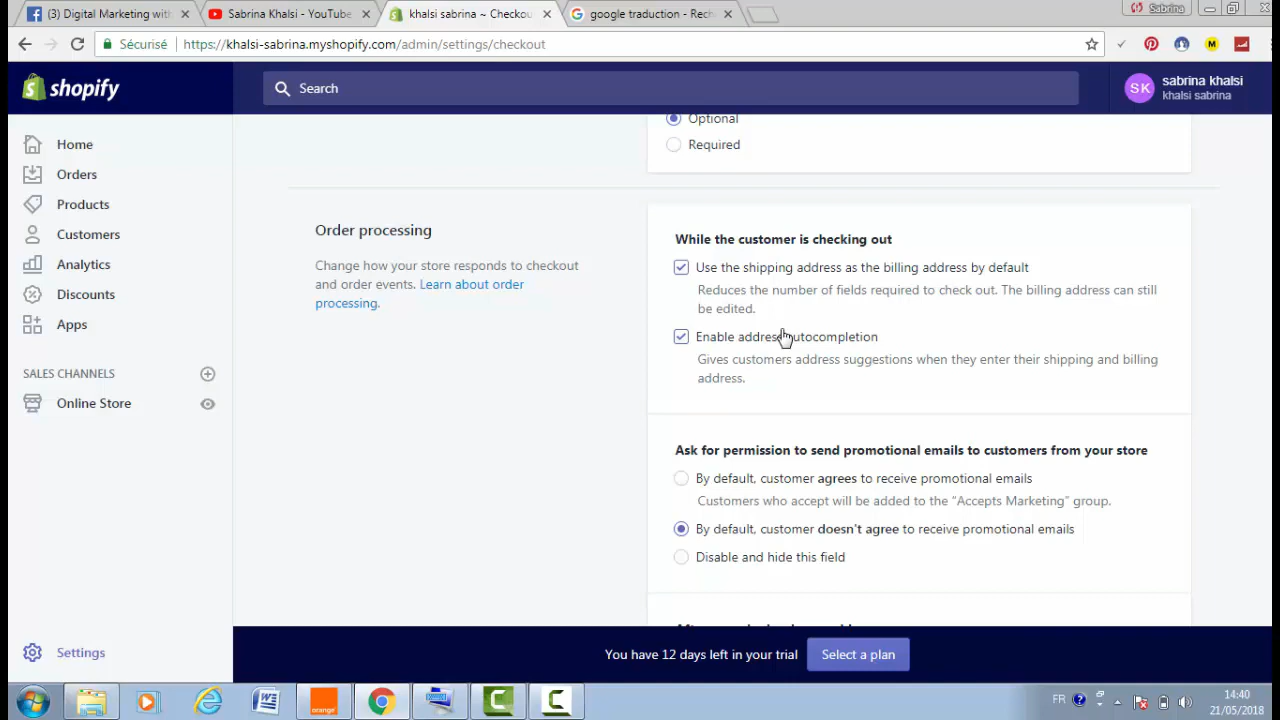 (3) Digital Marketing with
Sabrina Khalsi - YouTube
khalsi sabrina ~ Checkou
google traduction - Rech
Sabrina
Sécurisé
https://khalsi-sabrina.myshopify.com/admin/settings/checkout
shopify
Search
SK
sabrina khalsi
khalsi sabrina
Home
Orders
Products
Customers
Analytics
Discounts
Apps
SALES CHANNELS
Online Store
Settings
Optional
Required
Order processing
Change how your store responds to checkout
and order events. Learn about order
processing.
While the customer is checking out
Use the shipping address as the billing address by default
Reduces the number of fields required to check out. The billing address can still
be edited.
Enable address autocompletion
Gives customers address suggestions when they enter their shipping and billing
address.
Ask for permission to send promotional emails to customers from your store
By default, customer agrees to receive promotional emails
Customers who accept will be added to the “Accepts Marketing” group.
By default, customer doesn't agree to receive promotional emails
Disable and hide this field
You have 12 days left in your trial
Select a plan
orange
FR
14:40
21/05/2018